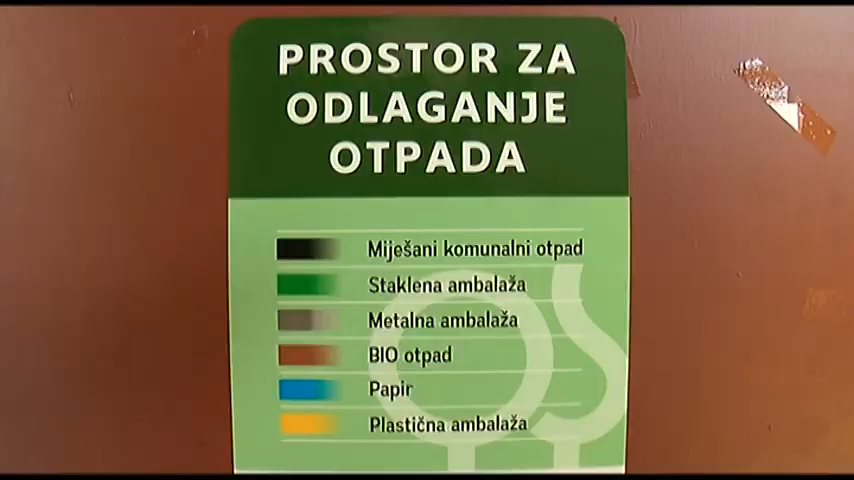 PROSTOR ZA
ODLAGANJE
OTPADA
Miješani komunalni otpad
Staklena ambalaža
Metalna ambalaža
BIO otpad
Papir
Plastična ambalaža